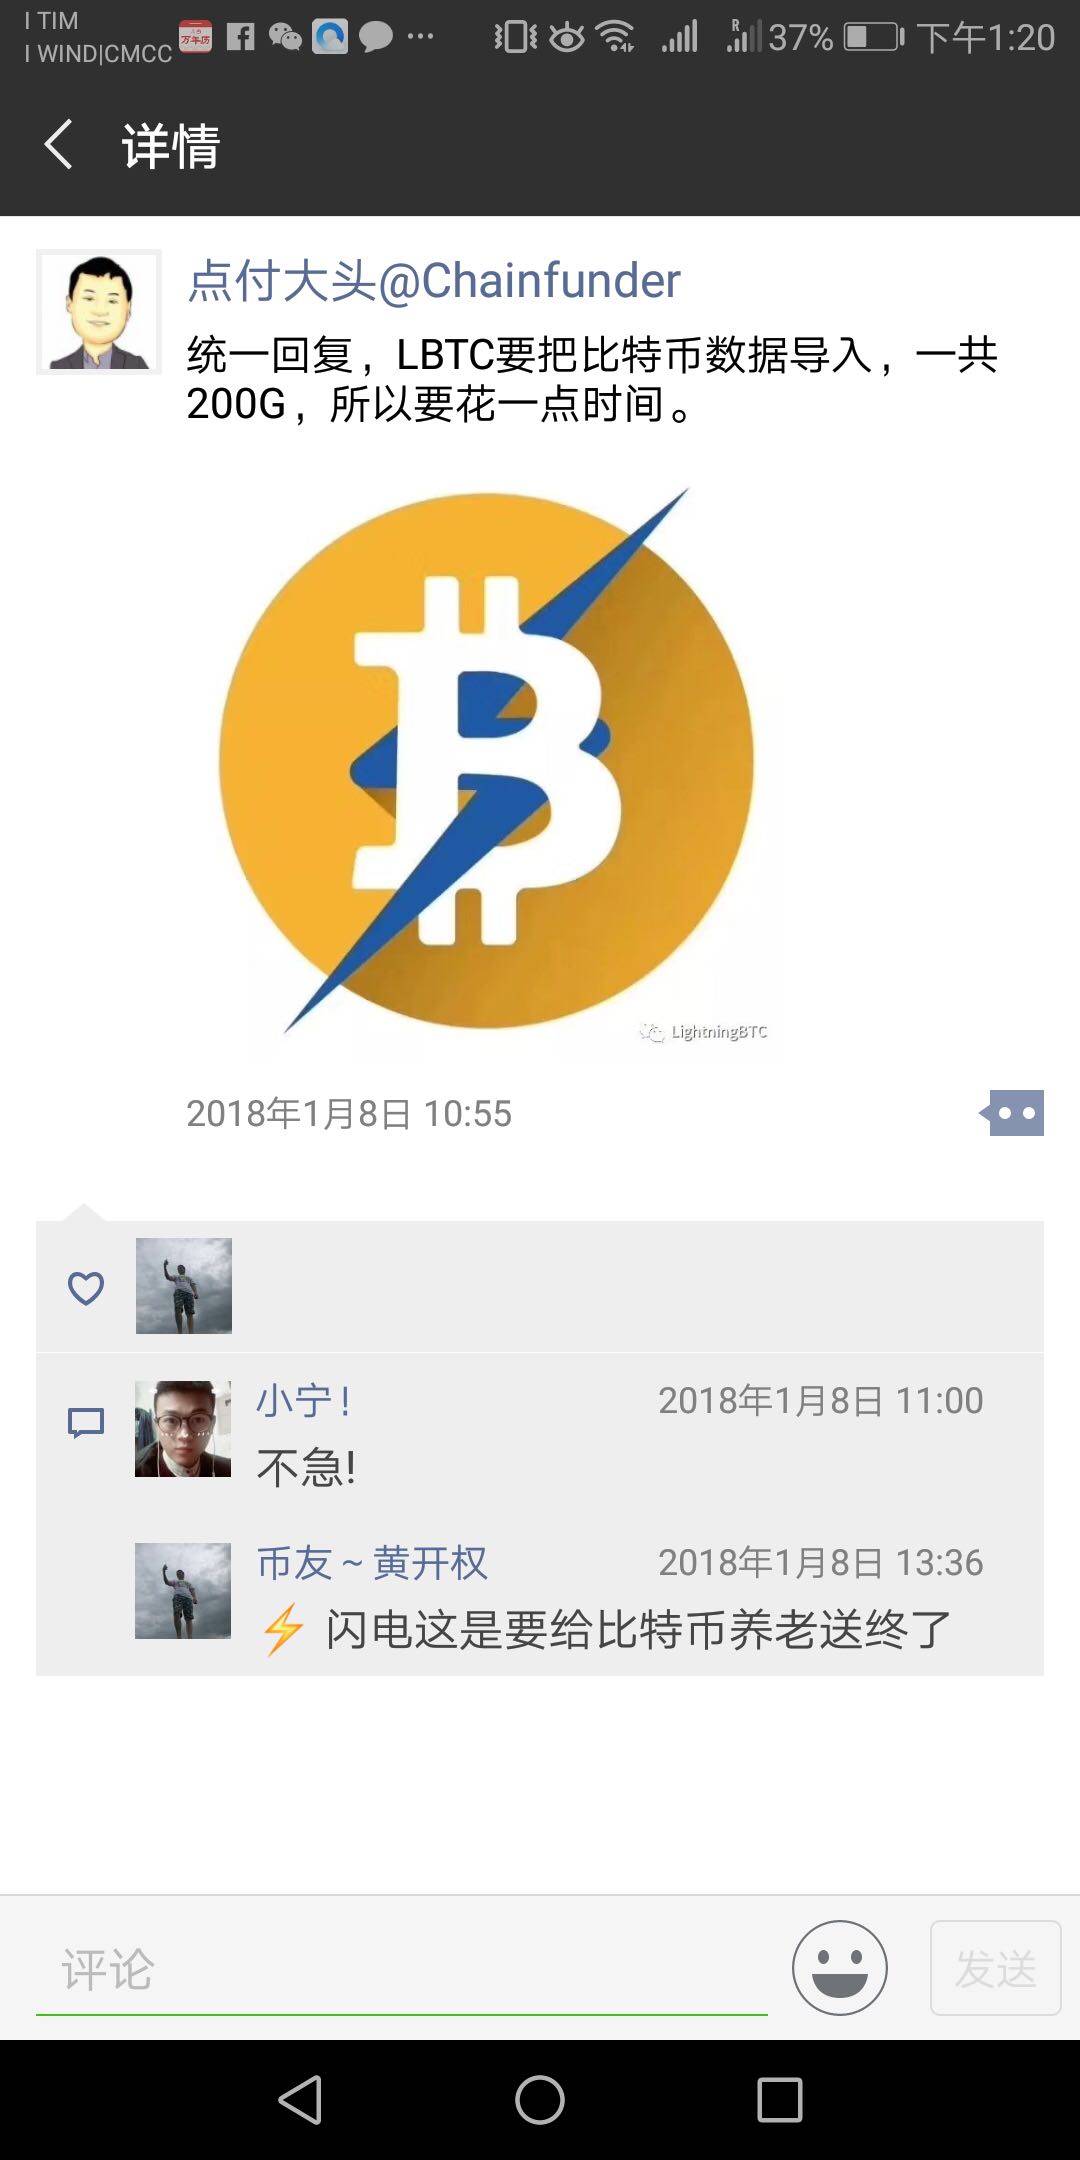 I TIM
I WIND|CMCC
万年历
37%
下午1:20
详情
点付大头@Chainfunder
统一回复，LBTC要把比特币数据导入，一共
200G，所以要花一点时间。
LightningBTC
2018年1月8日 10:55
小宁！
2018年1月8日 11:00
不急!
币友~黄开权
2018年1月8日 13:36
⚡ 闪电这是要给比特币养老送终了
评论
发送